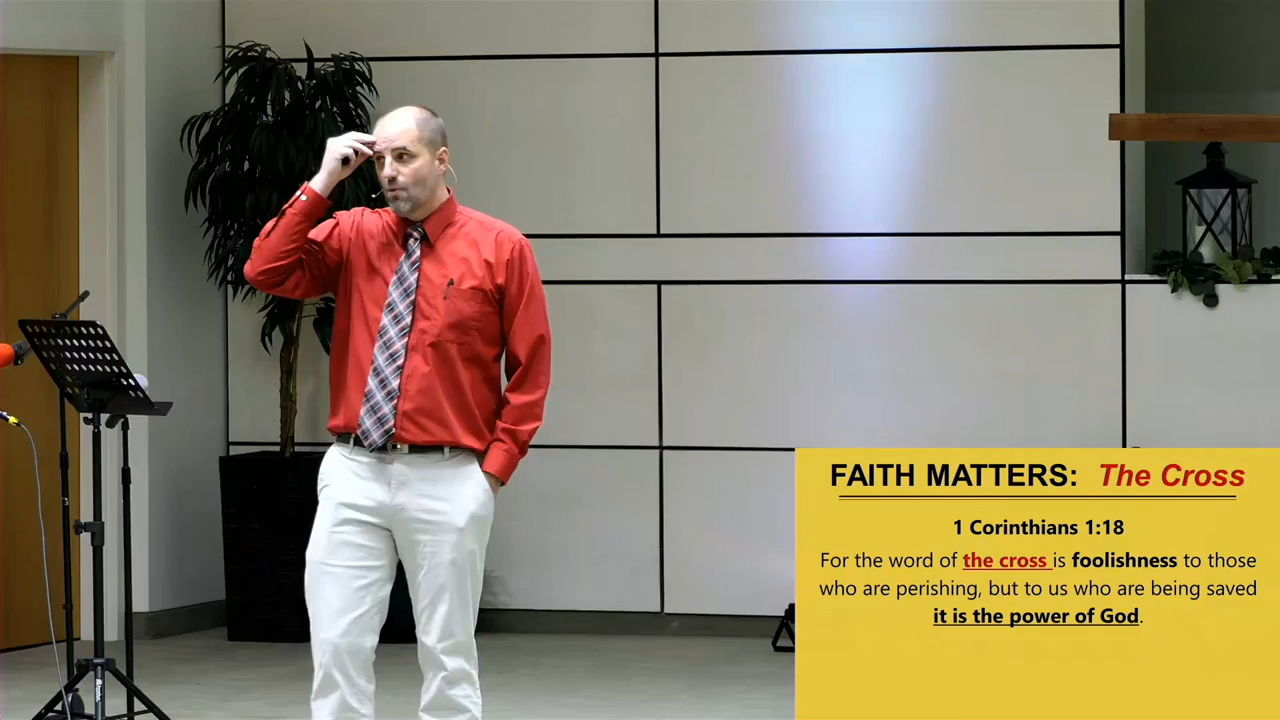 FAITH MATTERS: The Cross
1 Corinthians 1:18
For the word of the cross is foolishness to those
who are perishing, but to us who are being saved
it is the power of God.